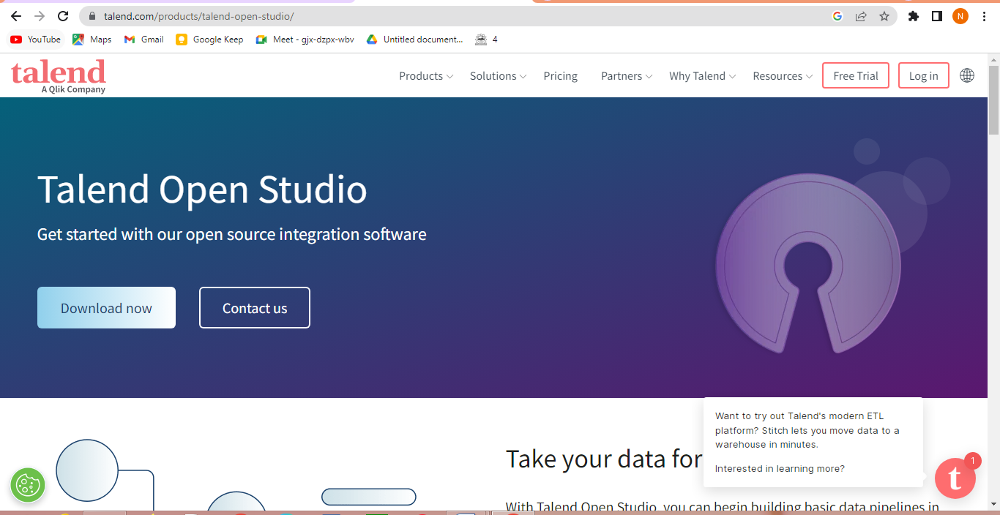 talend.com/products/talend-open-studio/
N
YouTube
Maps
Gmail
Google Keep
Meet - gjx-dzpx-wbv
Untitled document...
4
talend
A Qlik Company
Products
Solutions
Pricing
Partners
Why Talend
Resources
Free Trial
Log in
Talend Open Studio
Get started with our open source integration software
Download now
Contact us
Want to try out Talend's modern ETL
platform? Stitch lets you move data to a
warehouse in minutes.
Interested in learning more?
Take your data for
1
t
With Talend Open Studio, you can begin building basic data pipelines in